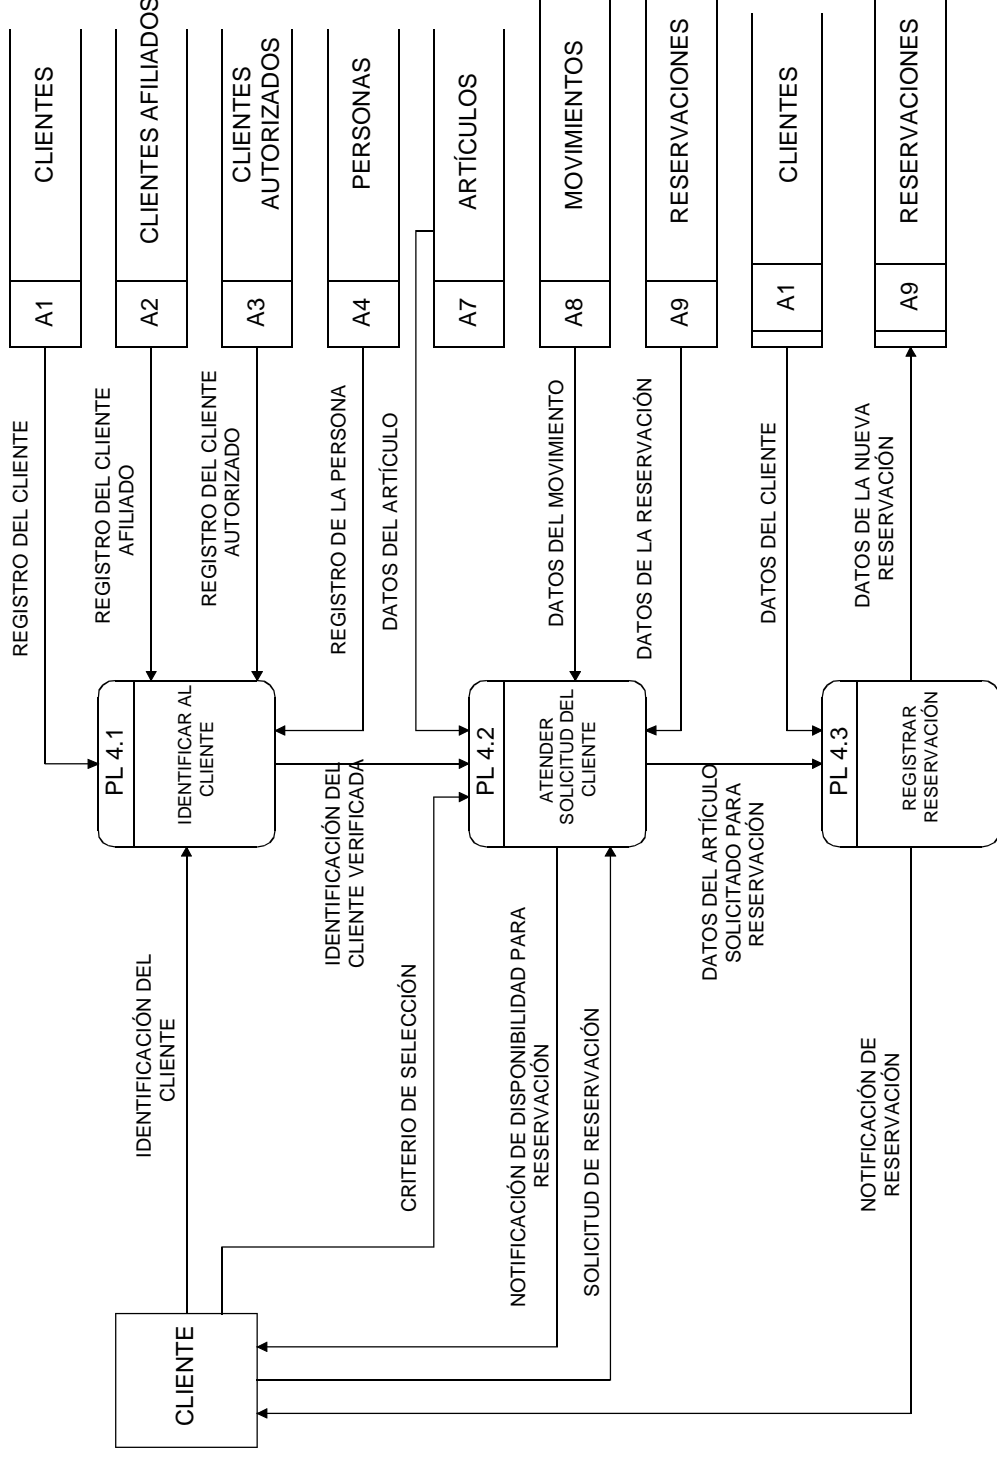 CLIENTE
IDENTIFICACIÓN DEL
CLIENTE
CRITERIO DE SELECCIÓN
NOTIFICACIÓN DE DISPONIBILIDAD PARA
RESERVACIÓN
SOLICITUD DE RESERVACIÓN
NOTIFICACIÓN DE
RESERVACIÓN
PL 4.1
IDENTIFICAR AL
CLIENTE
IDENTIFICACIÓN DEL
CLIENTE VERIFICADA
PL 4.2
ATENDER
SOLICITUD DEL
CLIENTE
DATOS DEL ARTÍCULO
SOLICITADO PARA
RESERVACIÓN
PL 4.3
REGISTRAR
RESERVACIÓN
REGISTRO DEL CLIENTE
REGISTRO DEL CLIENTE
AFILIADO
REGISTRO DEL CLIENTE
AUTORIZADO
REGISTRO DE LA PERSONA
DATOS DEL ARTÍCULO
DATOS DEL MOVIMIENTO
DATOS DE LA RESERVACIÓN
DATOS DEL CLIENTE
DATOS DE LA NUEVA
RESERVACIÓN
A1
CLIENTES
A2
CLIENTES AFILIADOS
A3
CLIENTES
AUTORIZADOS
A4
PERSONAS
A7
ARTÍCULOS
A8
MOVIMIENTOS
A9
RESERVACIONES
A1
CLIENTES
A9
RESERVACIONES